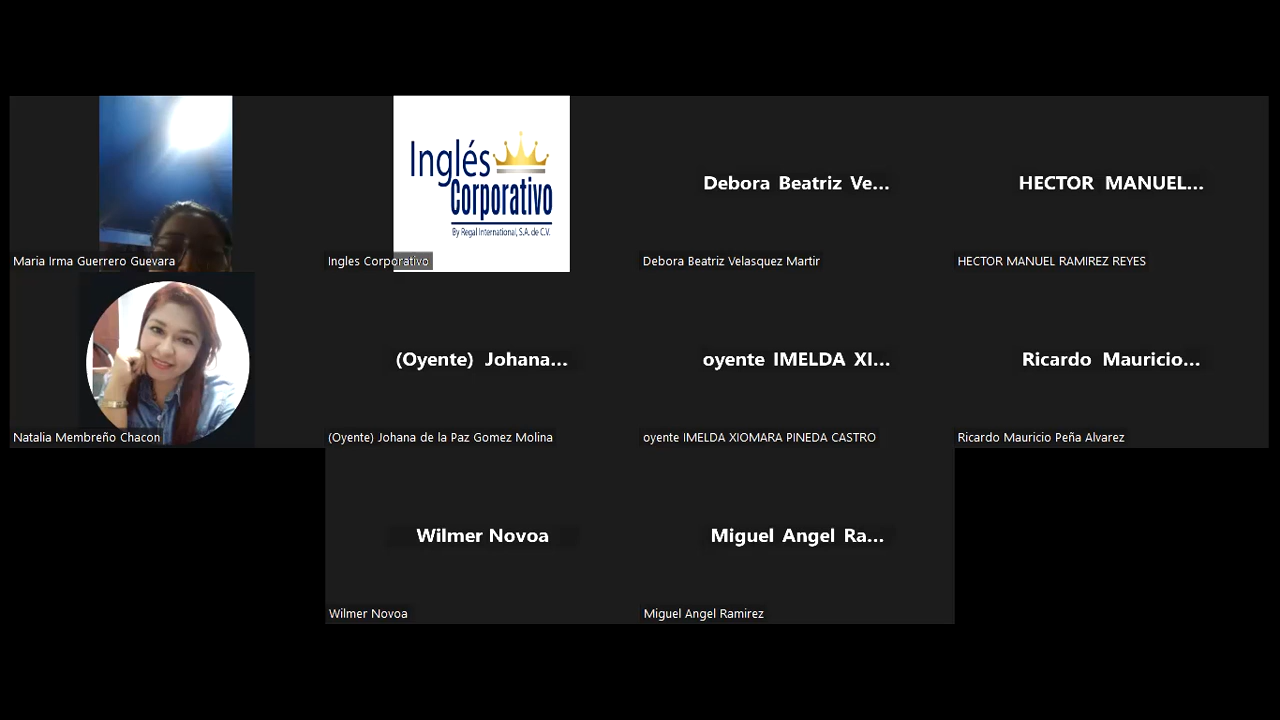 Inglés
Corporativo
By Regal International, S.A. de C.V.
Debora Beatriz Ve...
HECTOR MANUEL...
Maria Irma Guerrero Guevara
Ingles Corporativo
Debora Beatriz Velasquez Martir
HECTOR MANUEL RAMIREZ REYES
(Oyente) Johana...
oyente IMELDA XI...
Ricardo Mauricio...
Natalia Membreño Chacon
(Oyente) Johana de la Paz Gomez Molina
oyente IMELDA XIOMARA PINEDA CASTRO
Ricardo Mauricio Peña Alvarez
Wilmer Novoa
Miguel Angel Ra...
Wilmer Novoa
Miguel Angel Ramirez